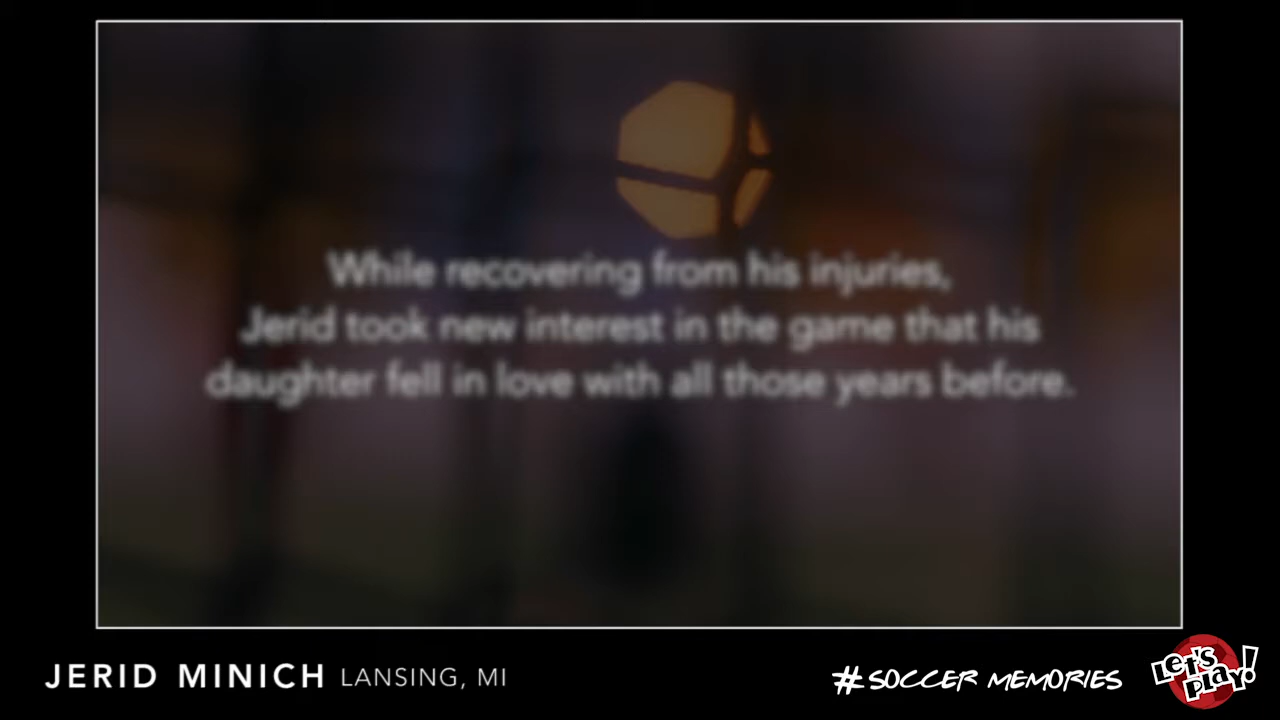 While recovering from his injuries,
Jerid took new interest in the game that his
daughter fell in love with all those years before.
JERID MINICH LANSING, MI
#SOCCER MEMORIES
LET'S
PLAY!